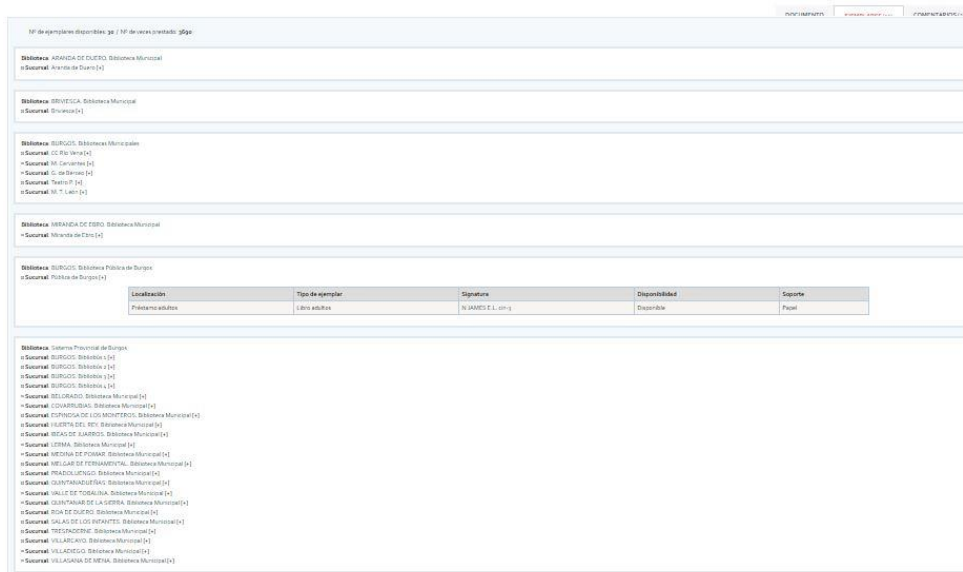 DOCUMENTO EJEMPLARES COMENTARIOS
Nº de ejemplares disponibles: 30 / Nº de veces prestado: 3690
Biblioteca: ARANDA DE DUERO. Biblioteca Municipal
Sucursal: Aranda de Duero [+]
Biblioteca: BRIVIESCA. Biblioteca Municipal
Sucursal: Briviesca [+]
Biblioteca: BURGOS. Bibliotecas Municipales
Sucursal: CC Río Vena [+]
Sucursal: M. Cervantes [+]
Sucursal: G. de Berceo [+]
Sucursal: Teatro P. [+]
Sucursal: M. T. León [+]
Biblioteca: MIRANDA DE EBRO. Biblioteca Municipal
Sucursal: Miranda de Ebro [+]
Biblioteca: BURGOS. Biblioteca Pública de Burgos
Sucursal: Pública de Burgos [+]
Localización Tipo de ejemplar Signatura Disponibilidad Soporte
Préstamo adultos Libro adultos N JAMES E.L. Disponible Papel
Biblioteca: Sistema Provincial de Burgos
Sucursal: BURGOS. Bibliobús 1 [+]
Sucursal: BURGOS. Bibliobús 2 [+]
Sucursal: BURGOS. Bibliobús 3 [+]
Sucursal: BURGOS. Bibliobús 4 [+]
Sucursal: BELORADO. Biblioteca Municipal [+]
Sucursal: COVARRUBIAS. Biblioteca Municipal [+]
Sucursal: ESPINOSA DE LOS MONTEROS. Biblioteca Municipal [+]
Sucursal: HUERTA DEL REY. Biblioteca Municipal [+]
Sucursal: IBEAS DE JUARROS. Biblioteca Municipal [+]
Sucursal: LERMA. Biblioteca Municipal [+]
Sucursal: MEDINA DE POMAR. Biblioteca Municipal [+]
Sucursal: MELGAR DE FERNAMENTAL. Biblioteca Municipal [+]
Sucursal: PRADOLUENGO. Biblioteca Municipal [+]
Sucursal: QUINTANADUEÑAS. Biblioteca Municipal [+]
Sucursal: VALLE DE TOBALINA. Biblioteca Municipal [+]
Sucursal: QUINTANAR DE LA SIERRA. Biblioteca Municipal [+]
Sucursal: ROA DE DUERO. Biblioteca Municipal [+]
Sucursal: SALAS DE LOS INFANTES. Biblioteca Municipal [+]
Sucursal: TRESPADERNE. Biblioteca Municipal [+]
Sucursal: VILLARCAYO. Biblioteca Municipal [+]
Sucursal: VILLADIEGO. Biblioteca Municipal [+]
Sucursal: VILLASANA DE MENA. Biblioteca Municipal [+]